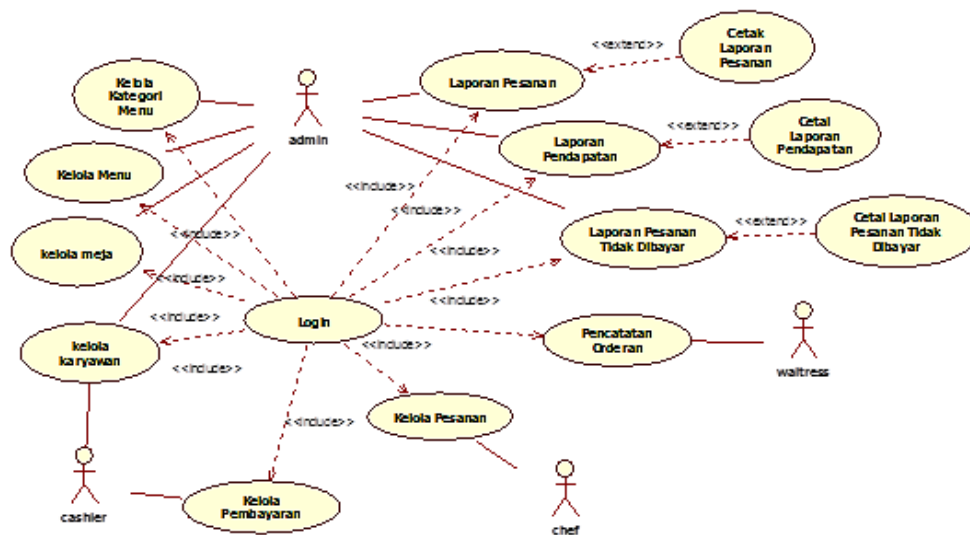 Cetak
Laporan
Pesanan
<<extend>>
Kelola
Kategori
Menu
Laporan Pesanan
admin
Laporan
Pendapatan
<<extend>>
Cetal
Laporan
Pendapatan
Kelola Menu
<<include>>
<<include>>
Laporan Pesanan
Tidak Dibayar
<<extend>>
Cetal Laporan
Pesanan Tidak
Dibayar
kelola meja
<<include>>
<<include>>
<<include>>
<<include>>
Login
<<include>>
kelola
karyawan
Pencatatan
Orderan
waitress
<<include>>
<<include>>
Kelola Pesanan
<<include>>
cashier
Kelola
Pembayaran
chef